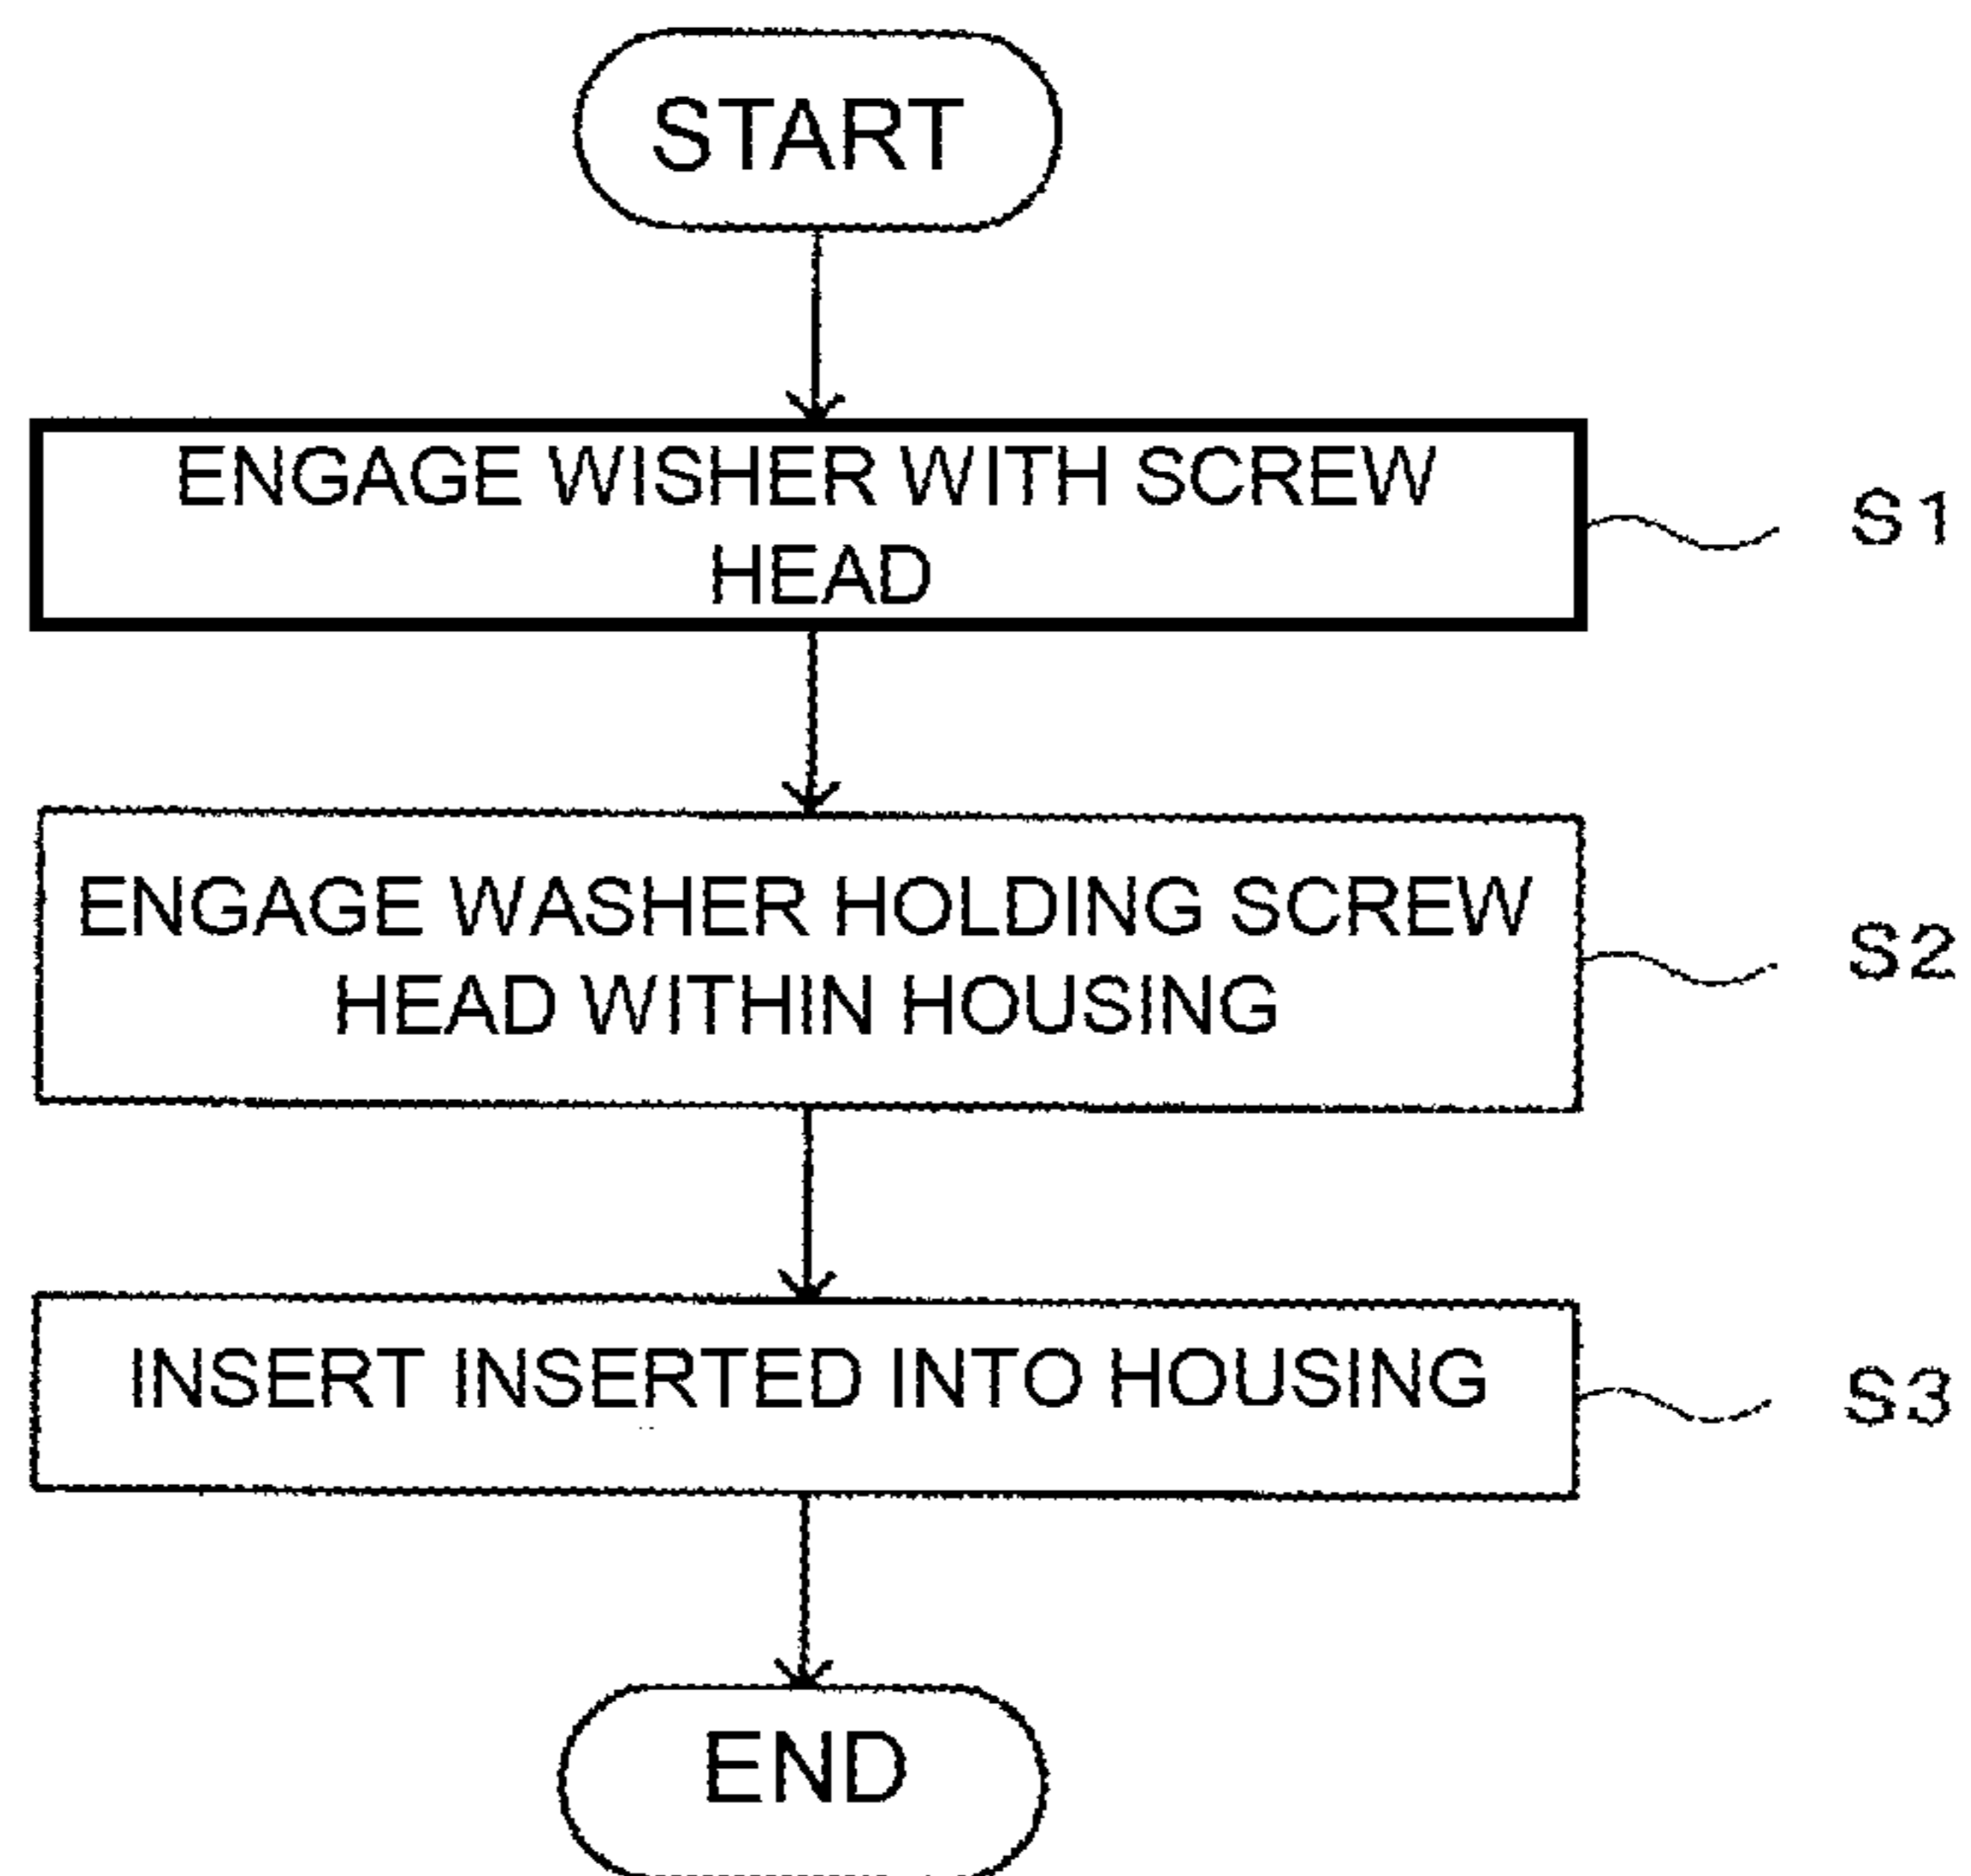 START
ENGAGE WISHER WITH SCREW
HEAD
S1
ENGAGE WASHER HOLDING SCREW
HEAD WITHIN HOUSING
S2
INSERT INSERTED INTO HOUSING
S3
END